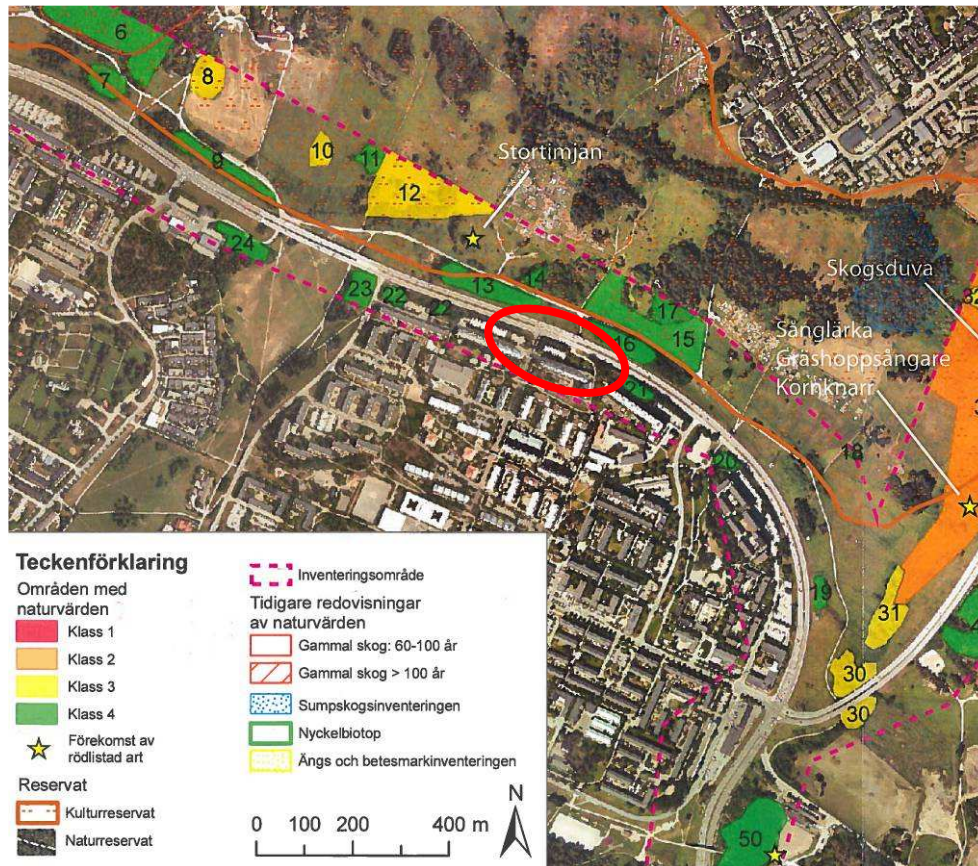 6
7
8
9
10
11
12
Stortimjan
24
23
22
22
13
14
17
16
15
21
Skogsduva
32
Sånglärka
Gräshoppsångare
Kornknarr
18
20
19
31
30
30
50
Teckenförklaring
Områden med
naturvärden
Klass 1
Klass 2
Klass 3
Klass 4
Förekomst av
rödlistad art
Reservat
Kulturreservat
Naturreservat
Inventeringsområde
Tidigare redovisningar
av naturvärden
Gammal skog: 60-100 år
Gammal skog > 100 år
Sumpskogsinventeringen
Nyckelbiotop
Ängs och betesmarkinventeringen
0 100 200 400 m
N